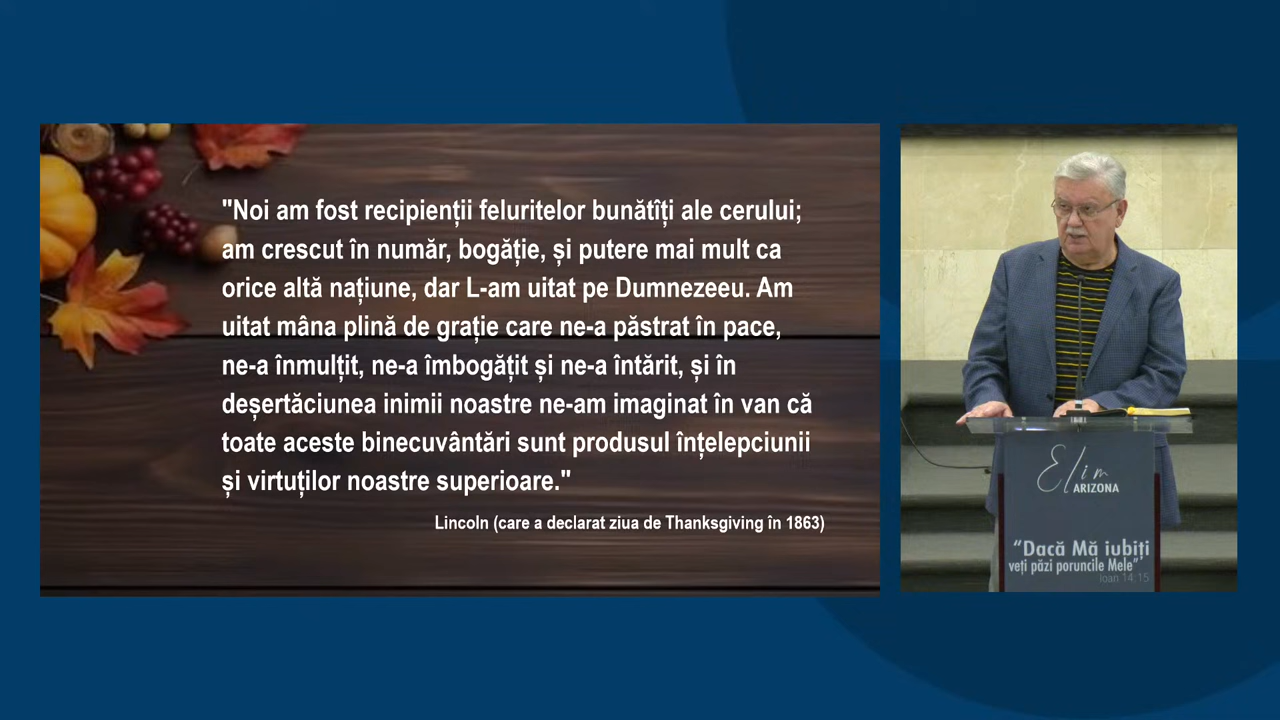 "Noi am fost recipienții feluritelor bunătîți ale cerului;
am crescut în număr, bogăție, și putere mai mult ca
orice altă națiune, dar L-am uitat pe Dumnezeeu. Am
uitat mâna plină de grație care ne-a păstrat în pace,
ne-a înmulțit, ne-a îmbogățit și ne-a întărit, și în
deșertăciunea inimii noastre ne-am imaginat în van că
toate aceste binecuvântări sunt produsul înțelepciunii
și virtuților noastre superioare."
Lincoln (care a declarat ziua de Thanksgiving în 1863)
Elim
ARIZONA
“Dacă Mă iubiți
veți păzi poruncile Mele”
Ioan 14:15